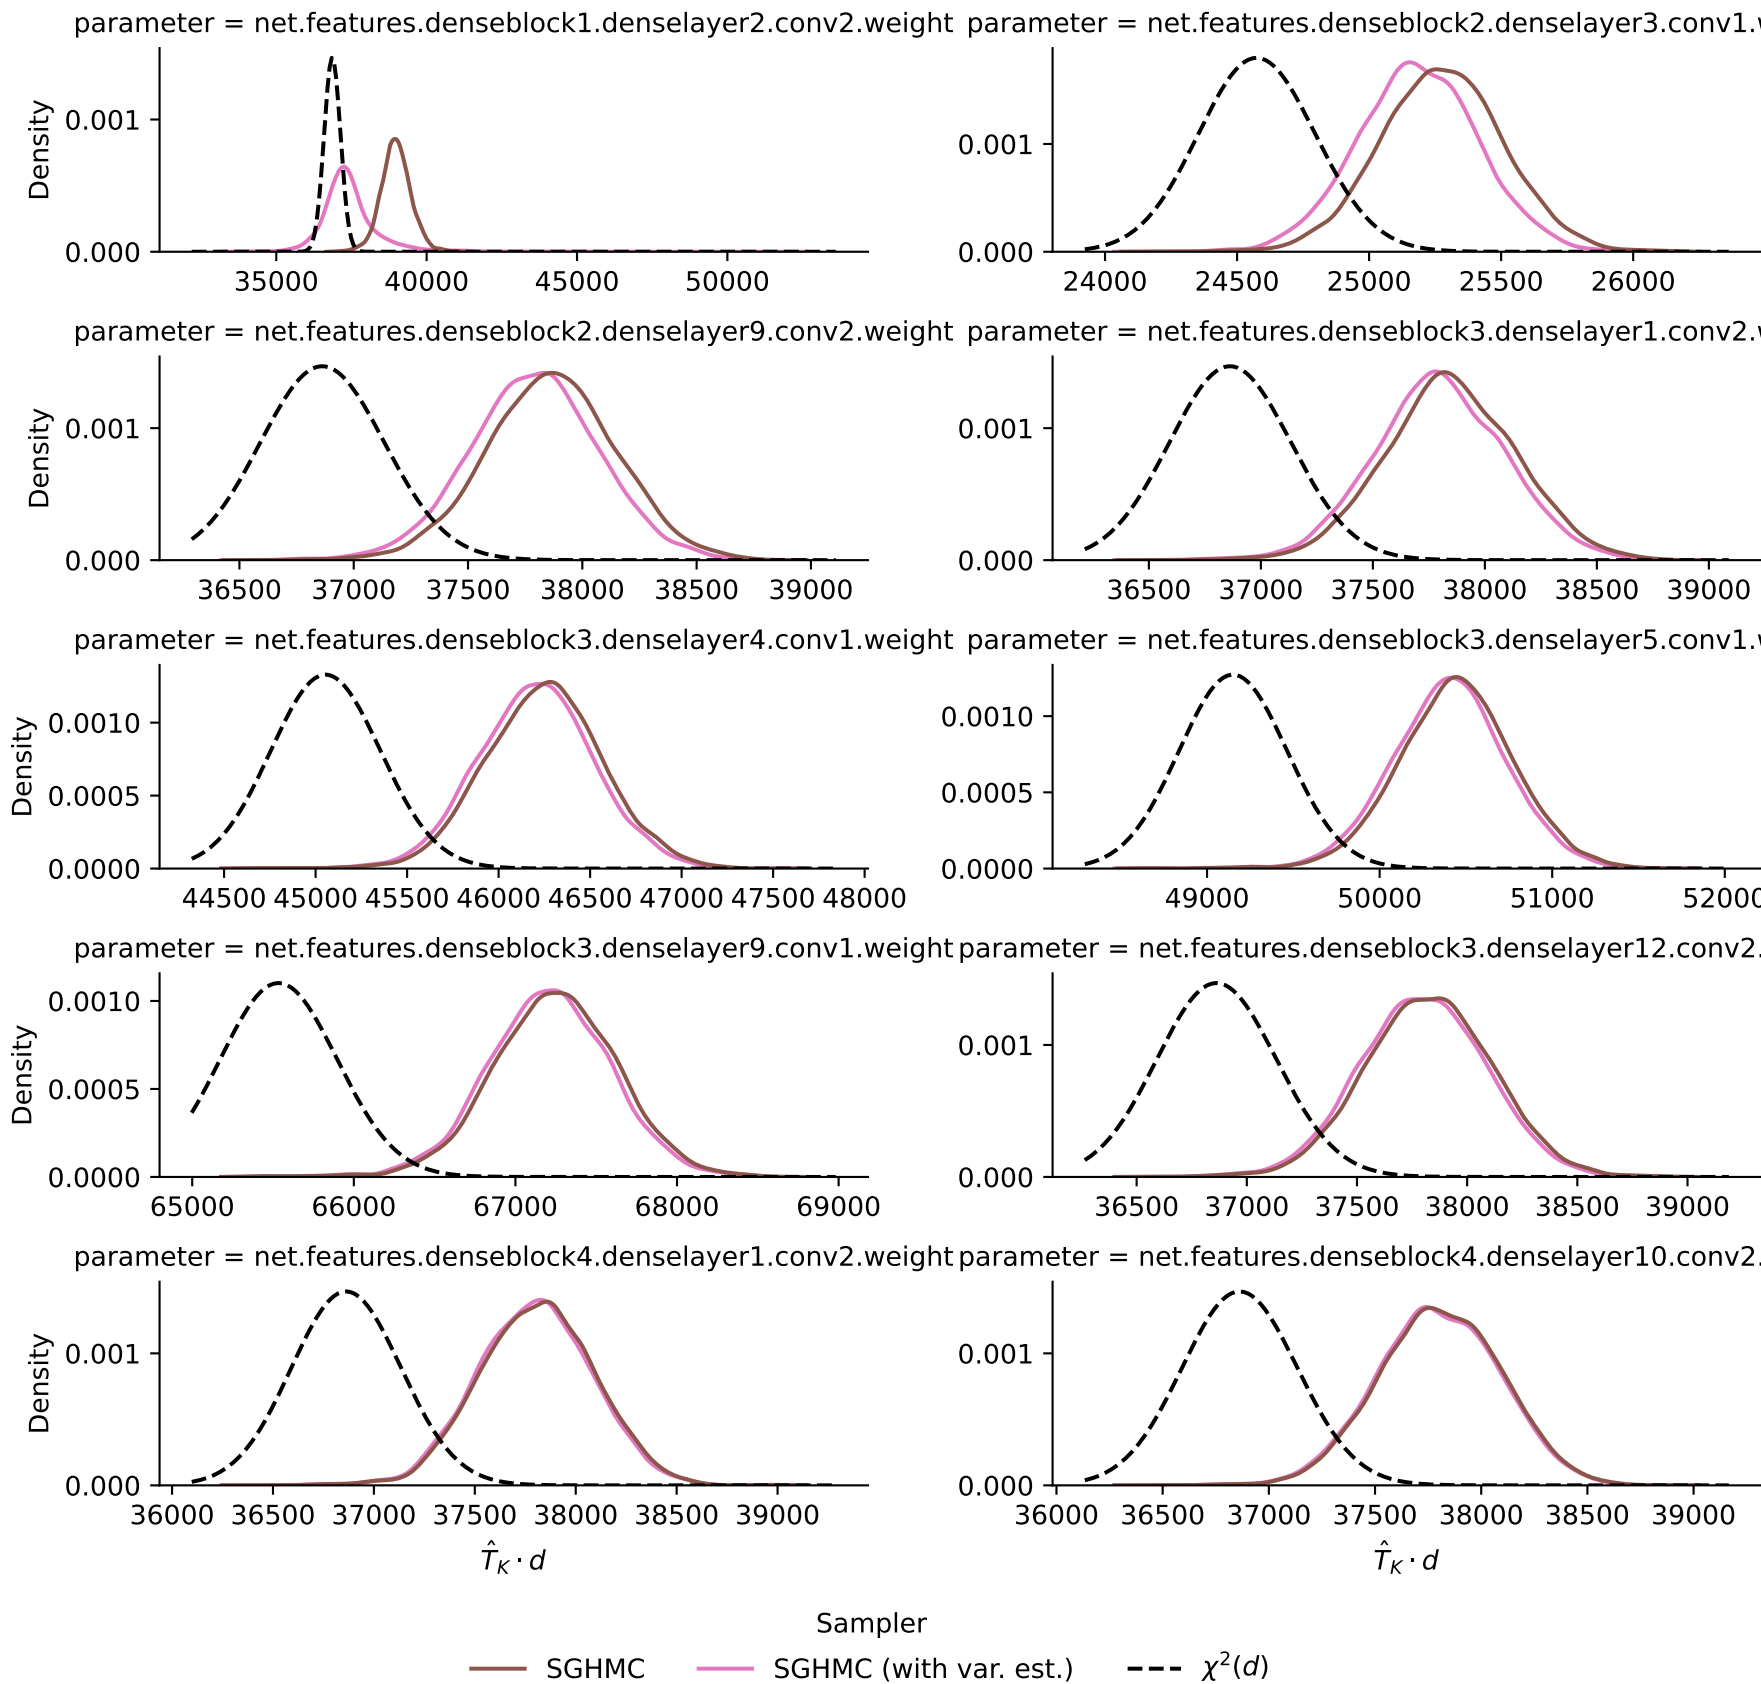 parameter = net.features.denseblock1.denselayer2.conv2.weight
parameter = net.features.denseblock2.denselayer3.conv1.
Density
0.001
0.000
35000 40000 45000 50000
0.001
0.000
24000 24500 25000 25500 26000
parameter = net.features.denseblock2.denselayer9.conv2.weight
parameter = net.features.denseblock3.denselayer1.conv2.
Density
0.001
0.000
36500 37000 37500 38000 38500 39000
0.001
0.000
36500 37000 37500 38000 38500 39000
parameter = net.features.denseblock3.denselayer4.conv1.weight
parameter = net.features.denseblock3.denselayer5.conv1.
Density
0.0010
0.0005
0.0000
44500 45000 45500 46000 46500 47000 47500 48000
0.0010
0.0005
0.0000
49000 50000 51000 5200
parameter = net.features.denseblock3.denselayer9.conv1.weight
parameter = net.features.denseblock3.denselayer12.conv2.
Density
0.0010
0.0005
0.0000
65000 66000 67000 68000 69000
0.001
0.000
36500 37000 37500 38000 38500 39000
parameter = net.features.denseblock4.denselayer1.conv2.weight
parameter = net.features.denseblock4.denselayer10.conv2.
Density
0.001
0.000
36000 36500 37000 37500 38000 38500 39000
0.001
0.000
36000 36500 37000 37500 38000 38500 39000
T̂_K · d
T̂_K · d
Sampler
SGHMC SGHMC (with var. est.) χ²(d)